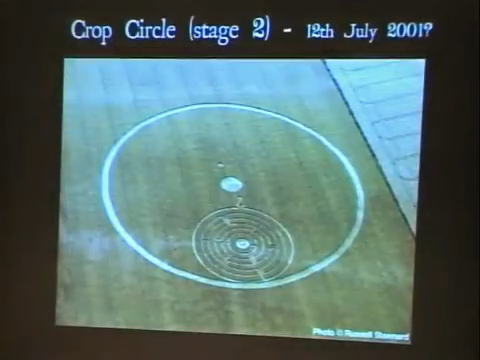 Crop Circle (stage 2) - 12th July 2001?
Photo © Russell Stannard